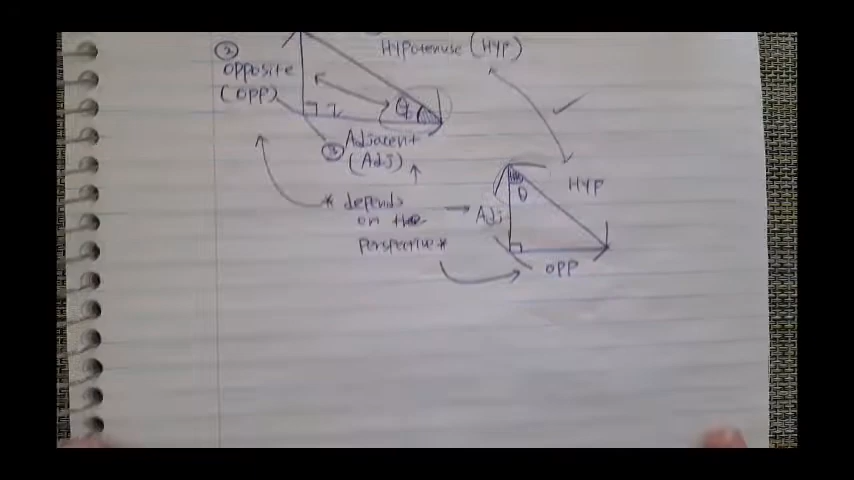 Hypotenuse (HYP)
②
opposite
(OPP)
θ
③ Adjacent
(Adj)
* depends
on the
perspective *
HYP
θ
Adj
OPP